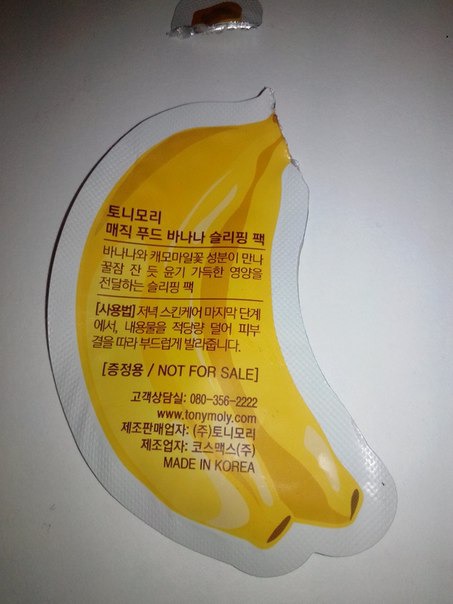 토니모리
매직 푸드 바나나 슬리핑 팩
바나나와 캐모마일꽃 성분이 만나
꿀잠 잔 듯 윤기 가득한 영양을
전달하는 슬리핑 팩
[사용법] 저녁 스킨케어 마지막 단계
에서, 내용물을 적당량 덜어 피부
결을 따라 부드럽게 발라줍니다.
[증정용 / NOT FOR SALE]
고객상담실: 080-356-2222
www.tonymoly.com
제조판매업자: (주)토니모리
제조업자: 코스맥스(주)
MADE IN KOREA